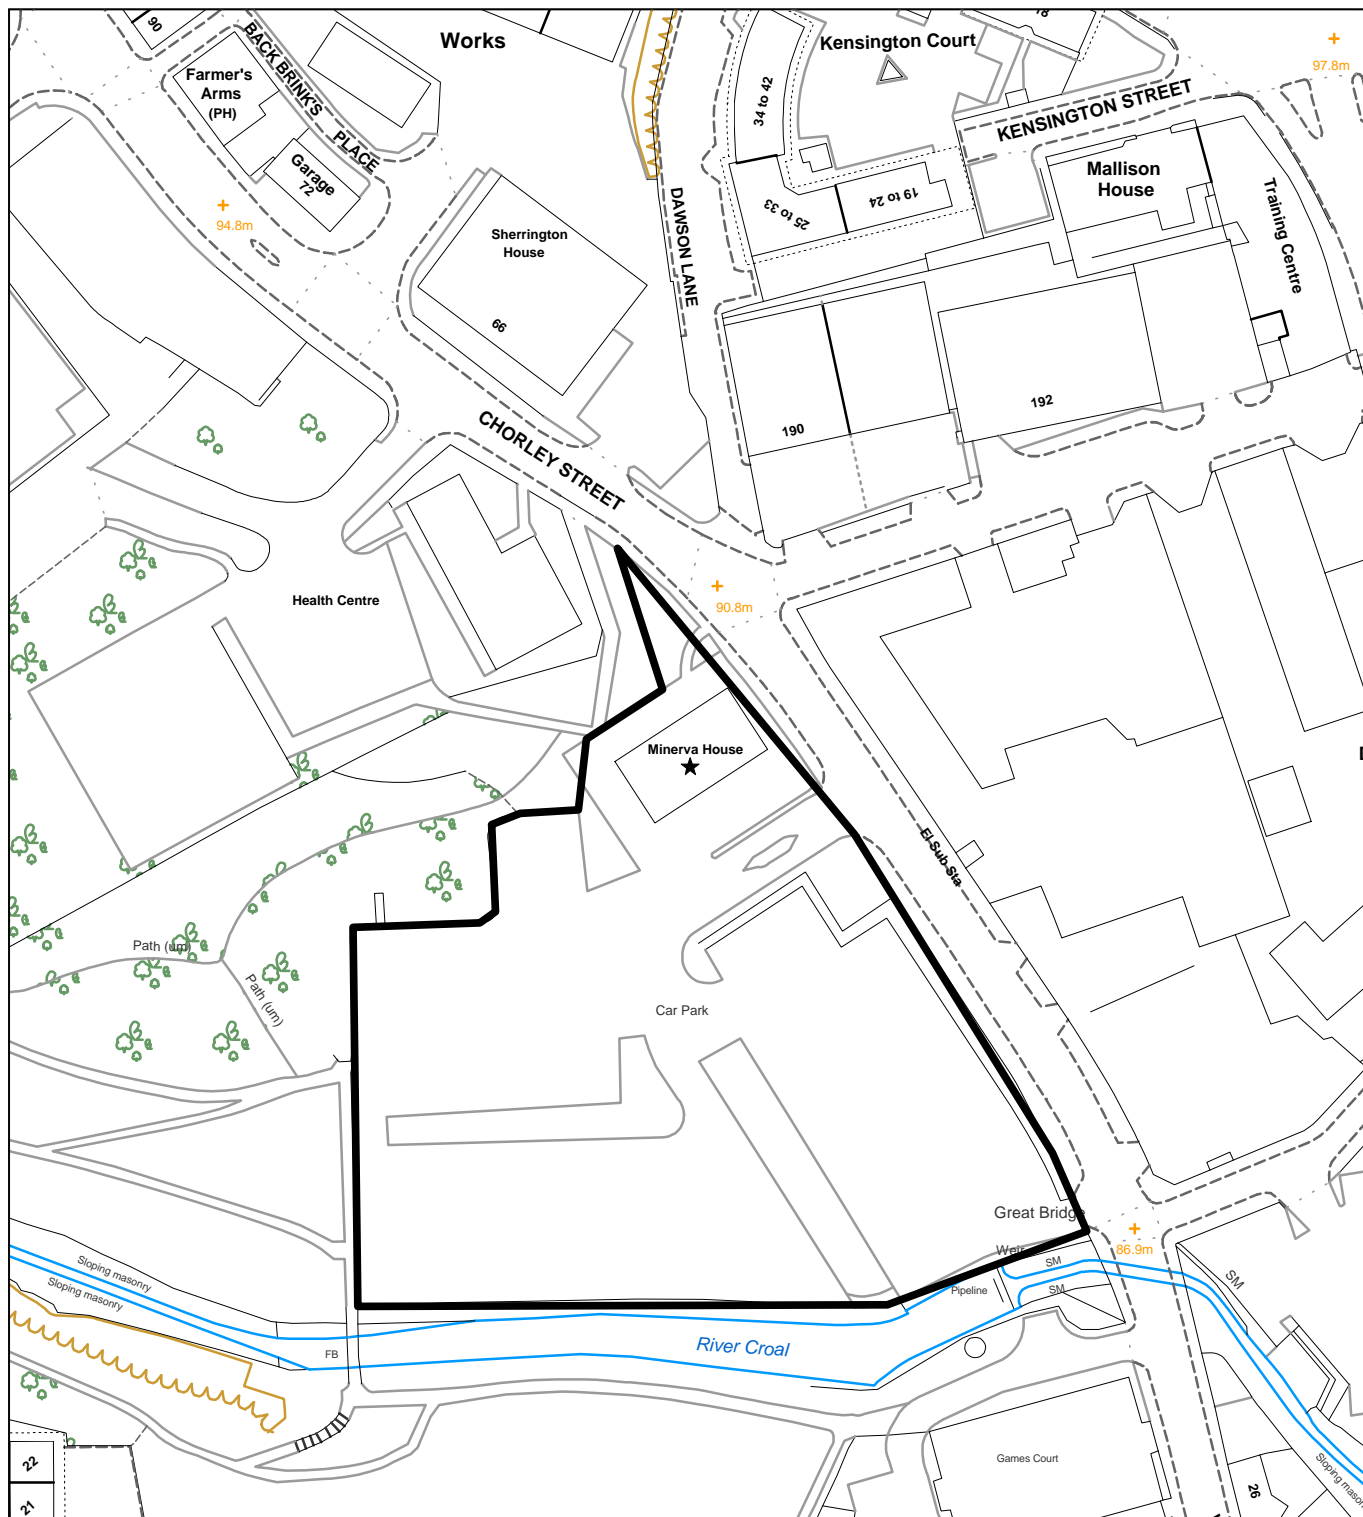 90
BACK BRINK'S PLACE
Works
Kensington Court
18
97.8m
Farmer's
Arms
(PH)
34 to 42
KENSINGTON STREET
Garage
72
Mallison
House
94.8m
DAWSON LANE
25 to 33
19 to 24
Training Centre
Sherrington
House
66
CHORLEY STREET
190
192
Health Centre
90.8m
Minerva House
D
El Sub Sta
Path (um)
Path (um)
Car Park
Great Bridge
Weir
86.9m
SM
SM
SM
Sloping masonry
Sloping masonry
Pipeline
River Croal
FB
Games Court
22
21
26
Sloping mason